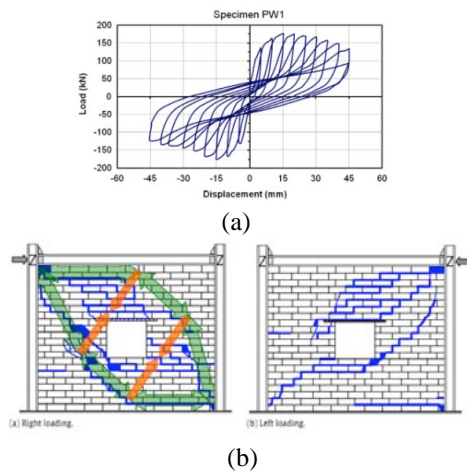 Specimen PW1
Load (kN)
200
150
100
50
0
-50
-100
-150
-200
-60 -45 -30 -15 0 15 30 45 60
Displacement (mm)
(a)
Z Z Z Z
(a) Right loading. (b) Left loading.
(b)